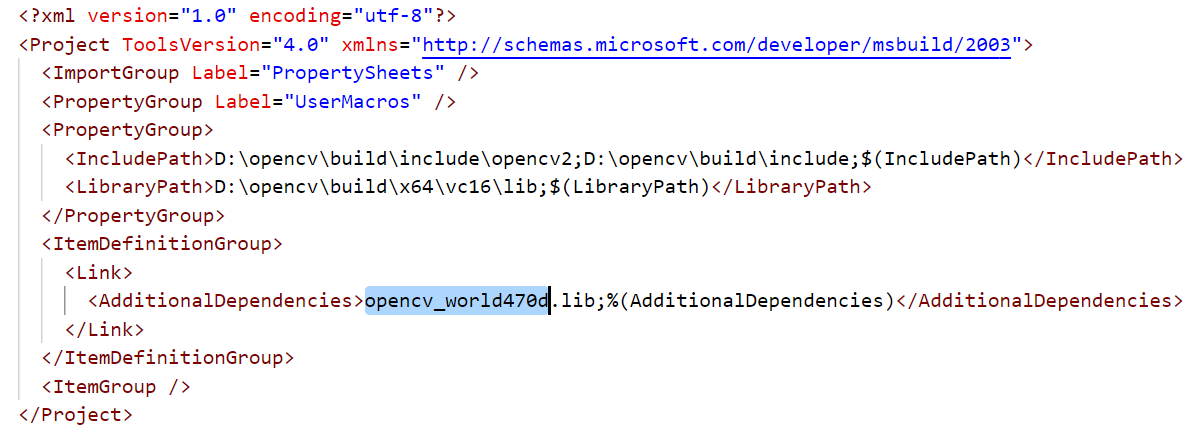 <?xml version="1.0" encoding="utf-8"?>
<Project ToolsVersion="4.0" xmlns="http://schemas.microsoft.com/developer/msbuild/2003">
<ImportGroup Label="PropertySheets" />
<PropertyGroup Label="UserMacros" />
<PropertyGroup>
<IncludePath>D:\opencv\build\include\opencv2;D:\opencv\build\include;$(IncludePath)</IncludePath>
<LibraryPath>D:\opencv\build\x64\vc16\lib;$(LibraryPath)</LibraryPath>
</PropertyGroup>
<ItemDefinitionGroup>
<Link>
<AdditionalDependencies>opencv_world470d.lib;%(AdditionalDependencies)</AdditionalDependencies>
</Link>
</ItemDefinitionGroup>
<ItemGroup />
</Project>